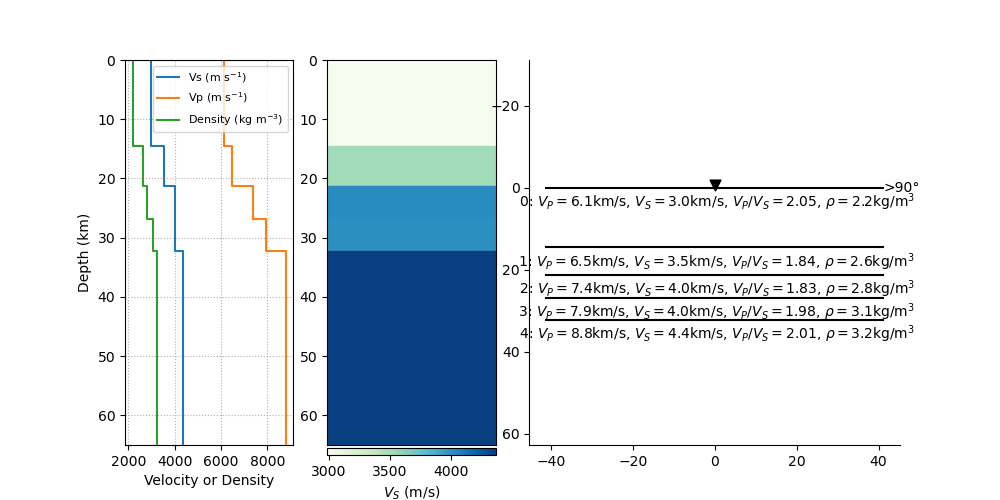 0
10
20
30
40
50
60
Depth (km)
2000 4000 6000 8000
Velocity or Density
Vs (m s⁻¹)
Vp (m s⁻¹)
Density (kg m⁻³)
0
10
20
30
40
50
60
3000 3500 4000
V_S (m/s)
−20
0
20
40
60
−40 −20 0 20 40
>90°
0: V_P = 6.1km/s, V_S = 3.0km/s, V_P/V_S = 2.05, ρ = 2.2kg/m³
1: V_P = 6.5km/s, V_S = 3.5km/s, V_P/V_S = 1.84, ρ = 2.6kg/m³
2: V_P = 7.4km/s, V_S = 4.0km/s, V_P/V_S = 1.83, ρ = 2.8kg/m³
3: V_P = 7.9km/s, V_S = 4.0km/s, V_P/V_S = 1.98, ρ = 3.1kg/m³
4: V_P = 8.8km/s, V_S = 4.4km/s, V_P/V_S = 2.01, ρ = 3.2kg/m³